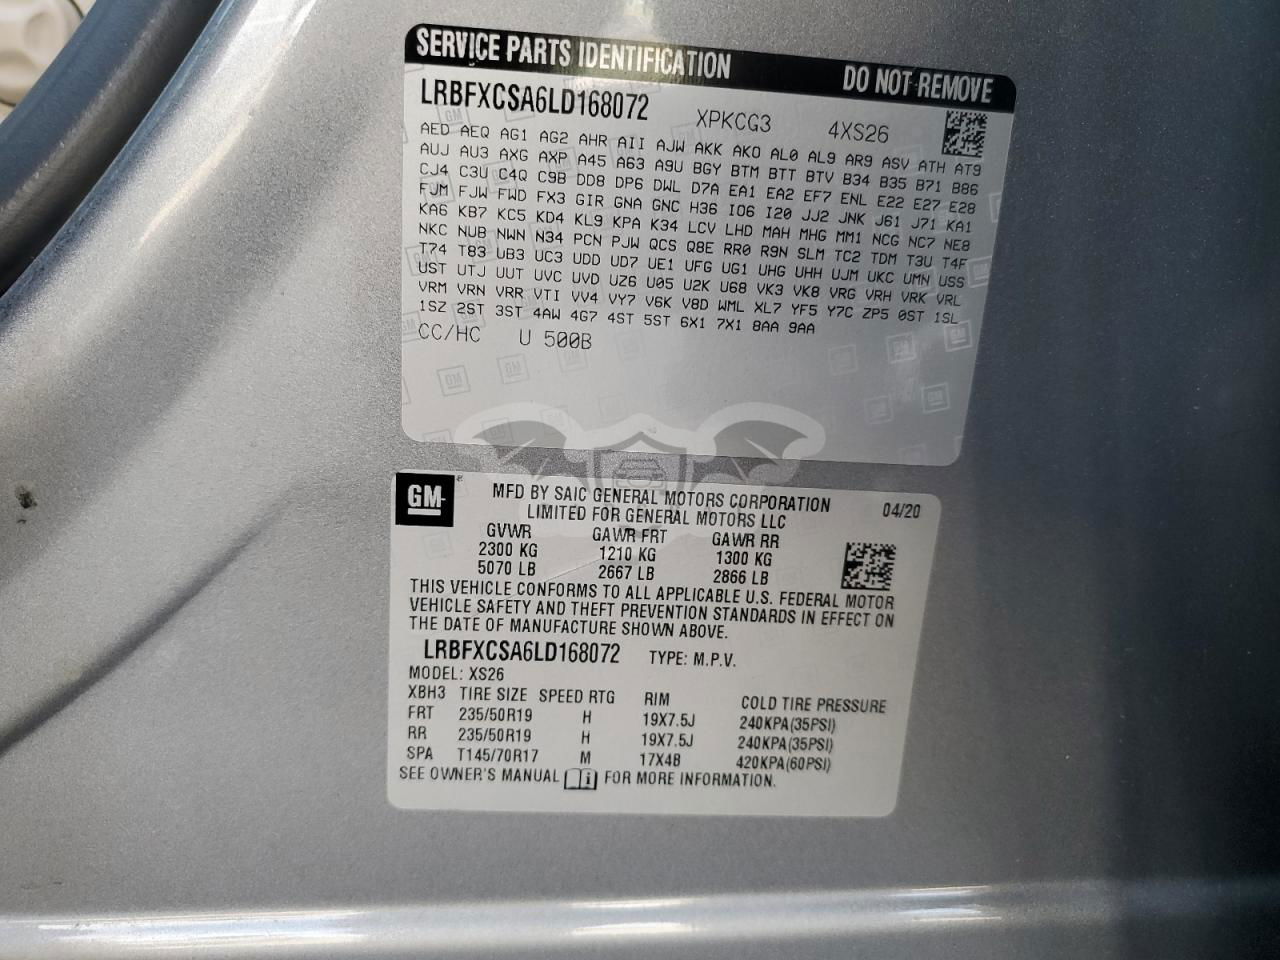 SERVICE PARTS IDENTIFICATION DO NOT REMOVE
LRBFXCSA6LD168072 XPKCG3 4XS26
AED AEQ AG1 AG2 AHR AII AJW AKK AKO AL0 AL9 AR9 ASV ATH AT9
AUJ AU3 AXG AXP A45 A63 A9U BGY BTM BTT BTV B34 B35 B71 B86
CJ4 C3U C4Q C9B DD8 DP6 DWL D7A EA1 EA2 EF7 ENL E22 E27 E28
FJM FJW FWD FX3 GIR GNA GNC H36 IO6 I20 JJ2 JNK J61 J71 KA1
KA6 KB7 KC5 KD4 KL9 KPA K34 LCV LHD MAH MHG MM1 NCG NC7 NE8
NKC NUB NWN N34 PCN PJW QCS Q8E RR0 R9N SLM TC2 TDM T3U T4F
T74 T83 UB3 UC3 UDD UD7 UE1 UFG UG1 UHG UHH UJM UKC UMN USS
UST UTJ UUT UVC UVD UZ6 U05 U2K U68 VK3 VK8 VRG VRH VRK VRL
VRM VRN VRR VTI VV4 VY7 V6K V8D WML XL7 YF5 Y7C ZP5 0ST 1SL
1SZ 2ST 3ST 4AW 4G7 4ST 5ST 6X1 7X1 8AA 9AA
CC/HC U 500B
GM
MFD BY SAIC GENERAL MOTORS CORPORATION 04/20
LIMITED FOR GENERAL MOTORS LLC
GVWR GAWR FRT GAWR RR
2300 KG 1210 KG 1300 KG
5070 LB 2667 LB 2866 LB
THIS VEHICLE CONFORMS TO ALL APPLICABLE U.S. FEDERAL MOTOR
VEHICLE SAFETY AND THEFT PREVENTION STANDARDS IN EFFECT ON
THE DATE OF MANUFACTURE SHOWN ABOVE.
LRBFXCSA6LD168072 TYPE: M.P.V.
MODEL: XS26
XBH3 TIRE SIZE SPEED RTG RIM COLD TIRE PRESSURE
FRT 235/50R19 H 19X7.5J 240KPA(35PSI)
RR 235/50R19 H 19X7.5J 240KPA(35PSI)
SPA T145/70R17 M 17X4B 420KPA(60PSI)
SEE OWNER'S MANUAL FOR MORE INFORMATION.